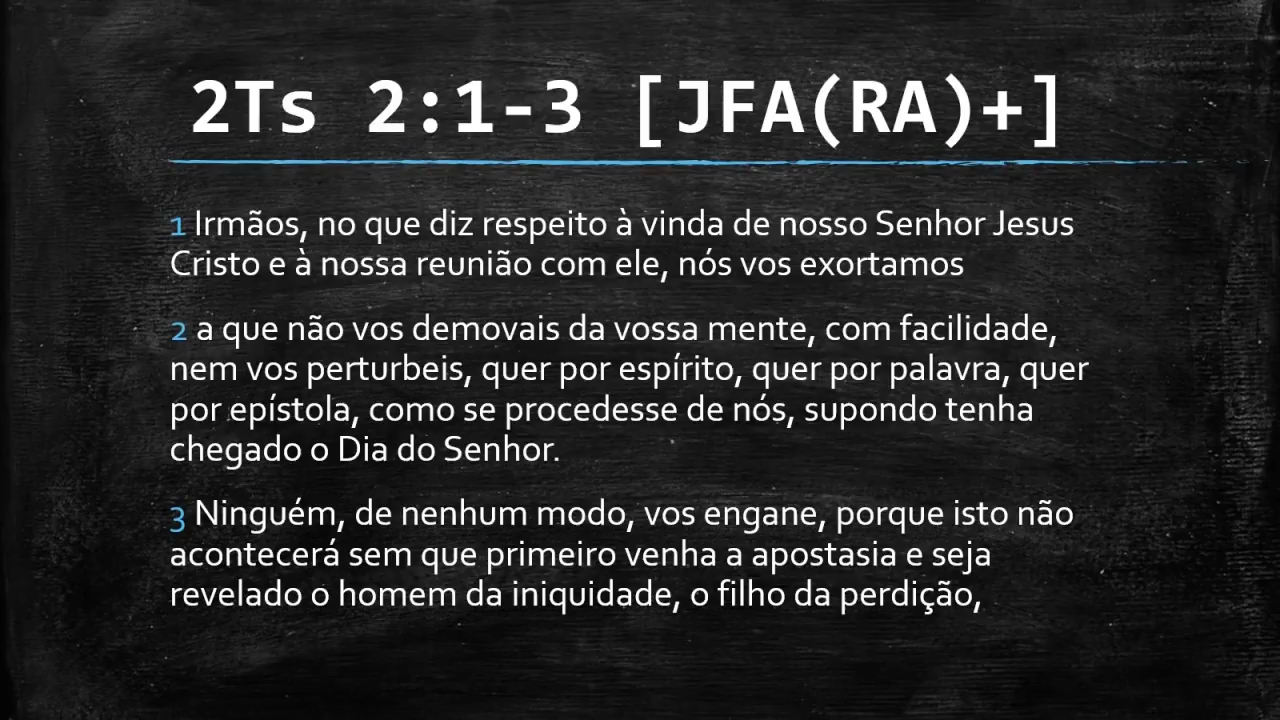 2Ts 2:1-3 [JFA(RA)+]
1 Irmãos, no que diz respeito à vinda de nosso Senhor Jesus
Cristo e à nossa reunião com ele, nós vos exortamos
2 a que não vos demovais da vossa mente, com facilidade,
nem vos perturbeis, quer por espírito, quer por palavra, quer
por epístola, como se procedesse de nós, supondo tenha
chegado o Dia do Senhor.
3 Ninguém, de nenhum modo, vos engane, porque isto não
acontecerá sem que primeiro venha a apostasia e seja
revelado o homem da iniquidade, o filho da perdição,